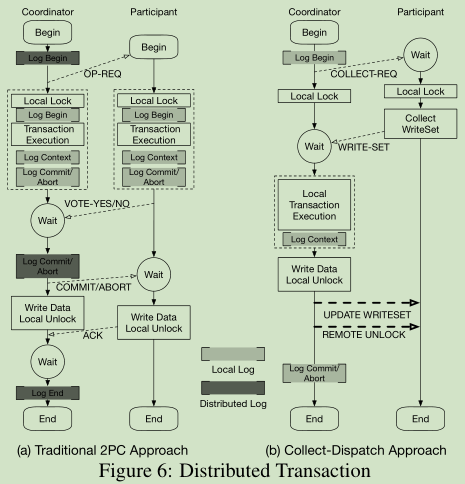 Coordinator
Participant
Begin
Log Begin
Begin
OP-REQ
Local Lock
Log Begin
Transaction
Execution
Log Context
Log Commit/
Abort
Local Lock
Log Begin
Transaction
Execution
Log Context
Log Commit/
Abort
VOTE-YES/NO
Wait
Log Commit/
Abort
Wait
COMMIT/ABORT
Write Data
Local Unlock
Write Data
Local Unlock
ACK
Wait
Log End
End
End
Local Log
Distributed Log
(a) Traditional 2PC Approach
Coordinator
Participant
Begin
Log Begin
Wait
COLLECT-REQ
Local Lock
Local Lock
Collect
WriteSet
Wait
WRITE-SET
Local
Transaction
Execution
Log Context
Write Data
Local Unlock
UPDATE WRITESET
REMOTE UNLOCK
Log Commit/
Abort
End
End
(b) Collect-Dispatch Approach
Figure 6: Distributed Transaction